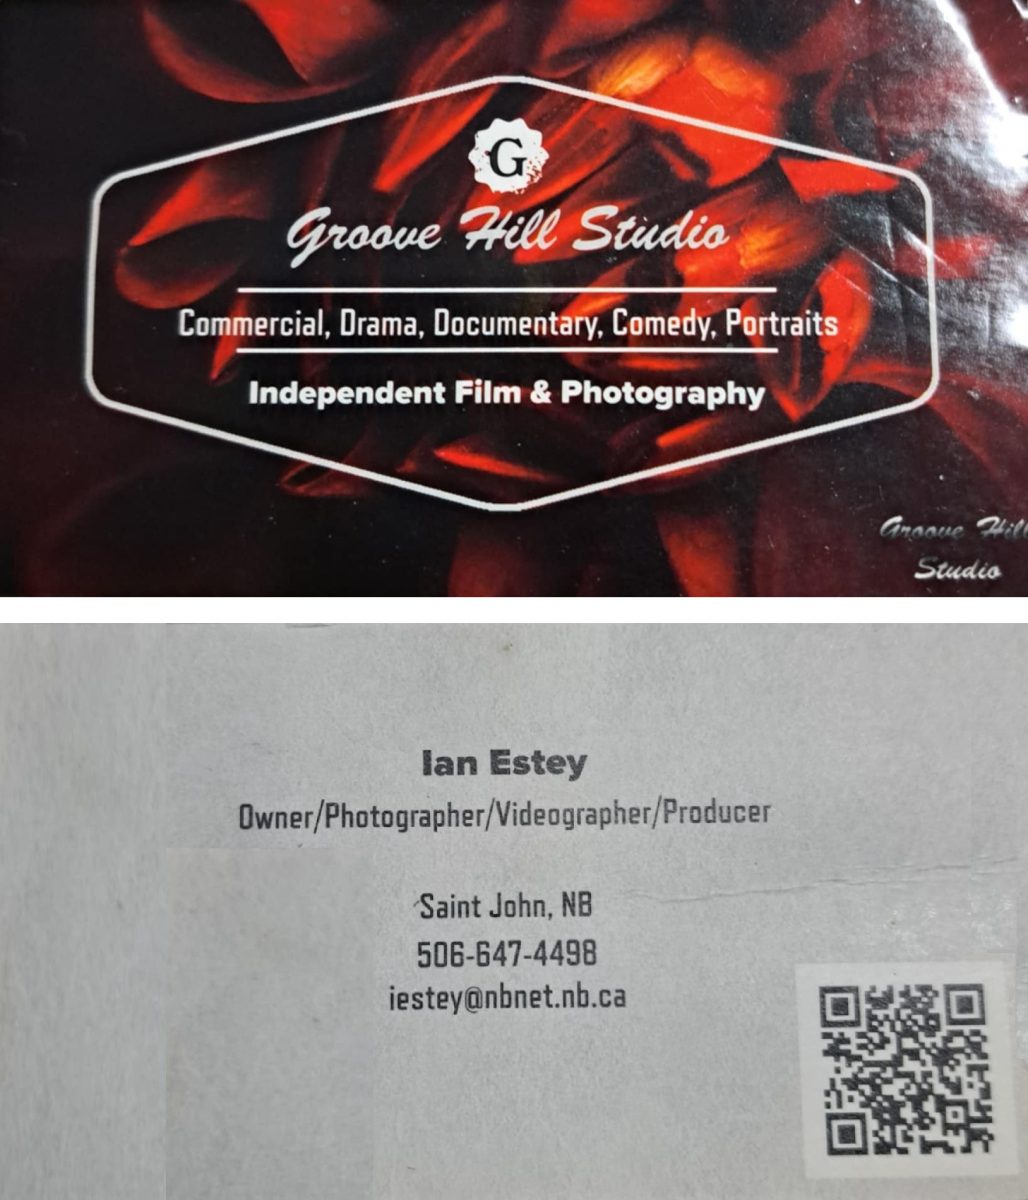 G
Groove Hill Studio
Commercial, Drama, Documentary, Comedy, Portraits
Independent Film & Photography
Groove Hill
Studio
Ian Estey
Owner/Photographer/Videographer/Producer
Saint John, NB
506-647-4498
iestey@nbnet.nb.ca